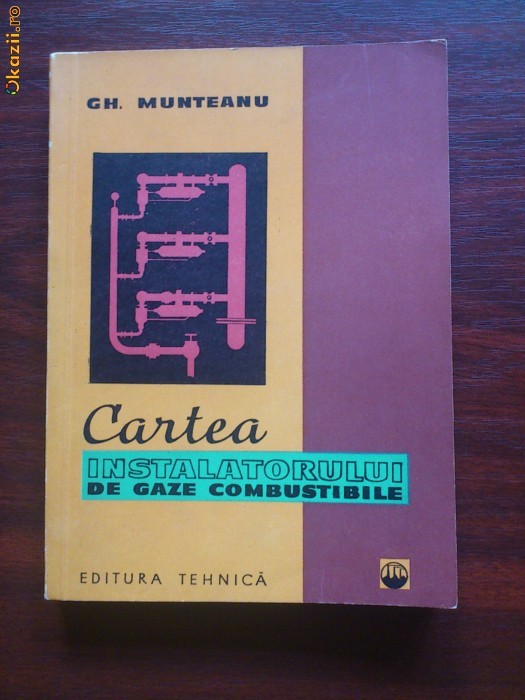 Okazii.ro
GH. MUNTEANU
Cartea
INSTALATORULUI
DE GAZE COMBUSTIBILE
EDITURA TEHNICĂ